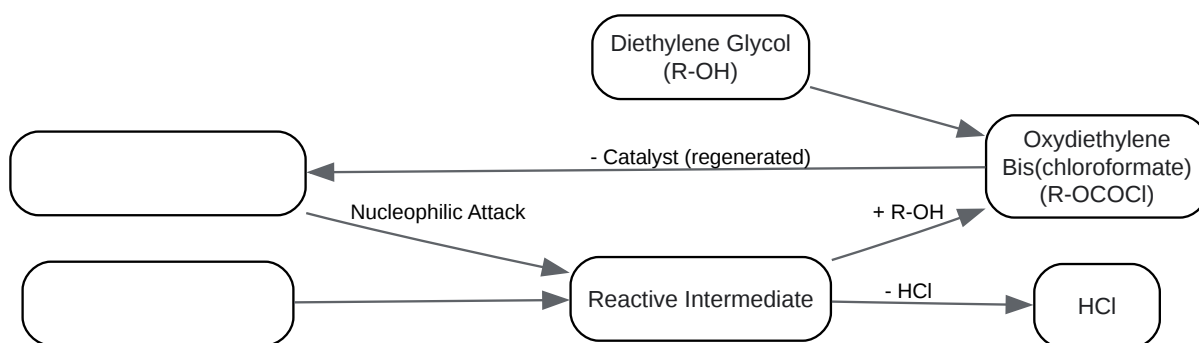 Diethylene Glycol
(R-OH)
Oxydiethylene
Bis(chloroformate)
(R-OCOCl)
- Catalyst (regenerated)
Nucleophilic Attack
+ R-OH
Reactive Intermediate
- HCl
HCl